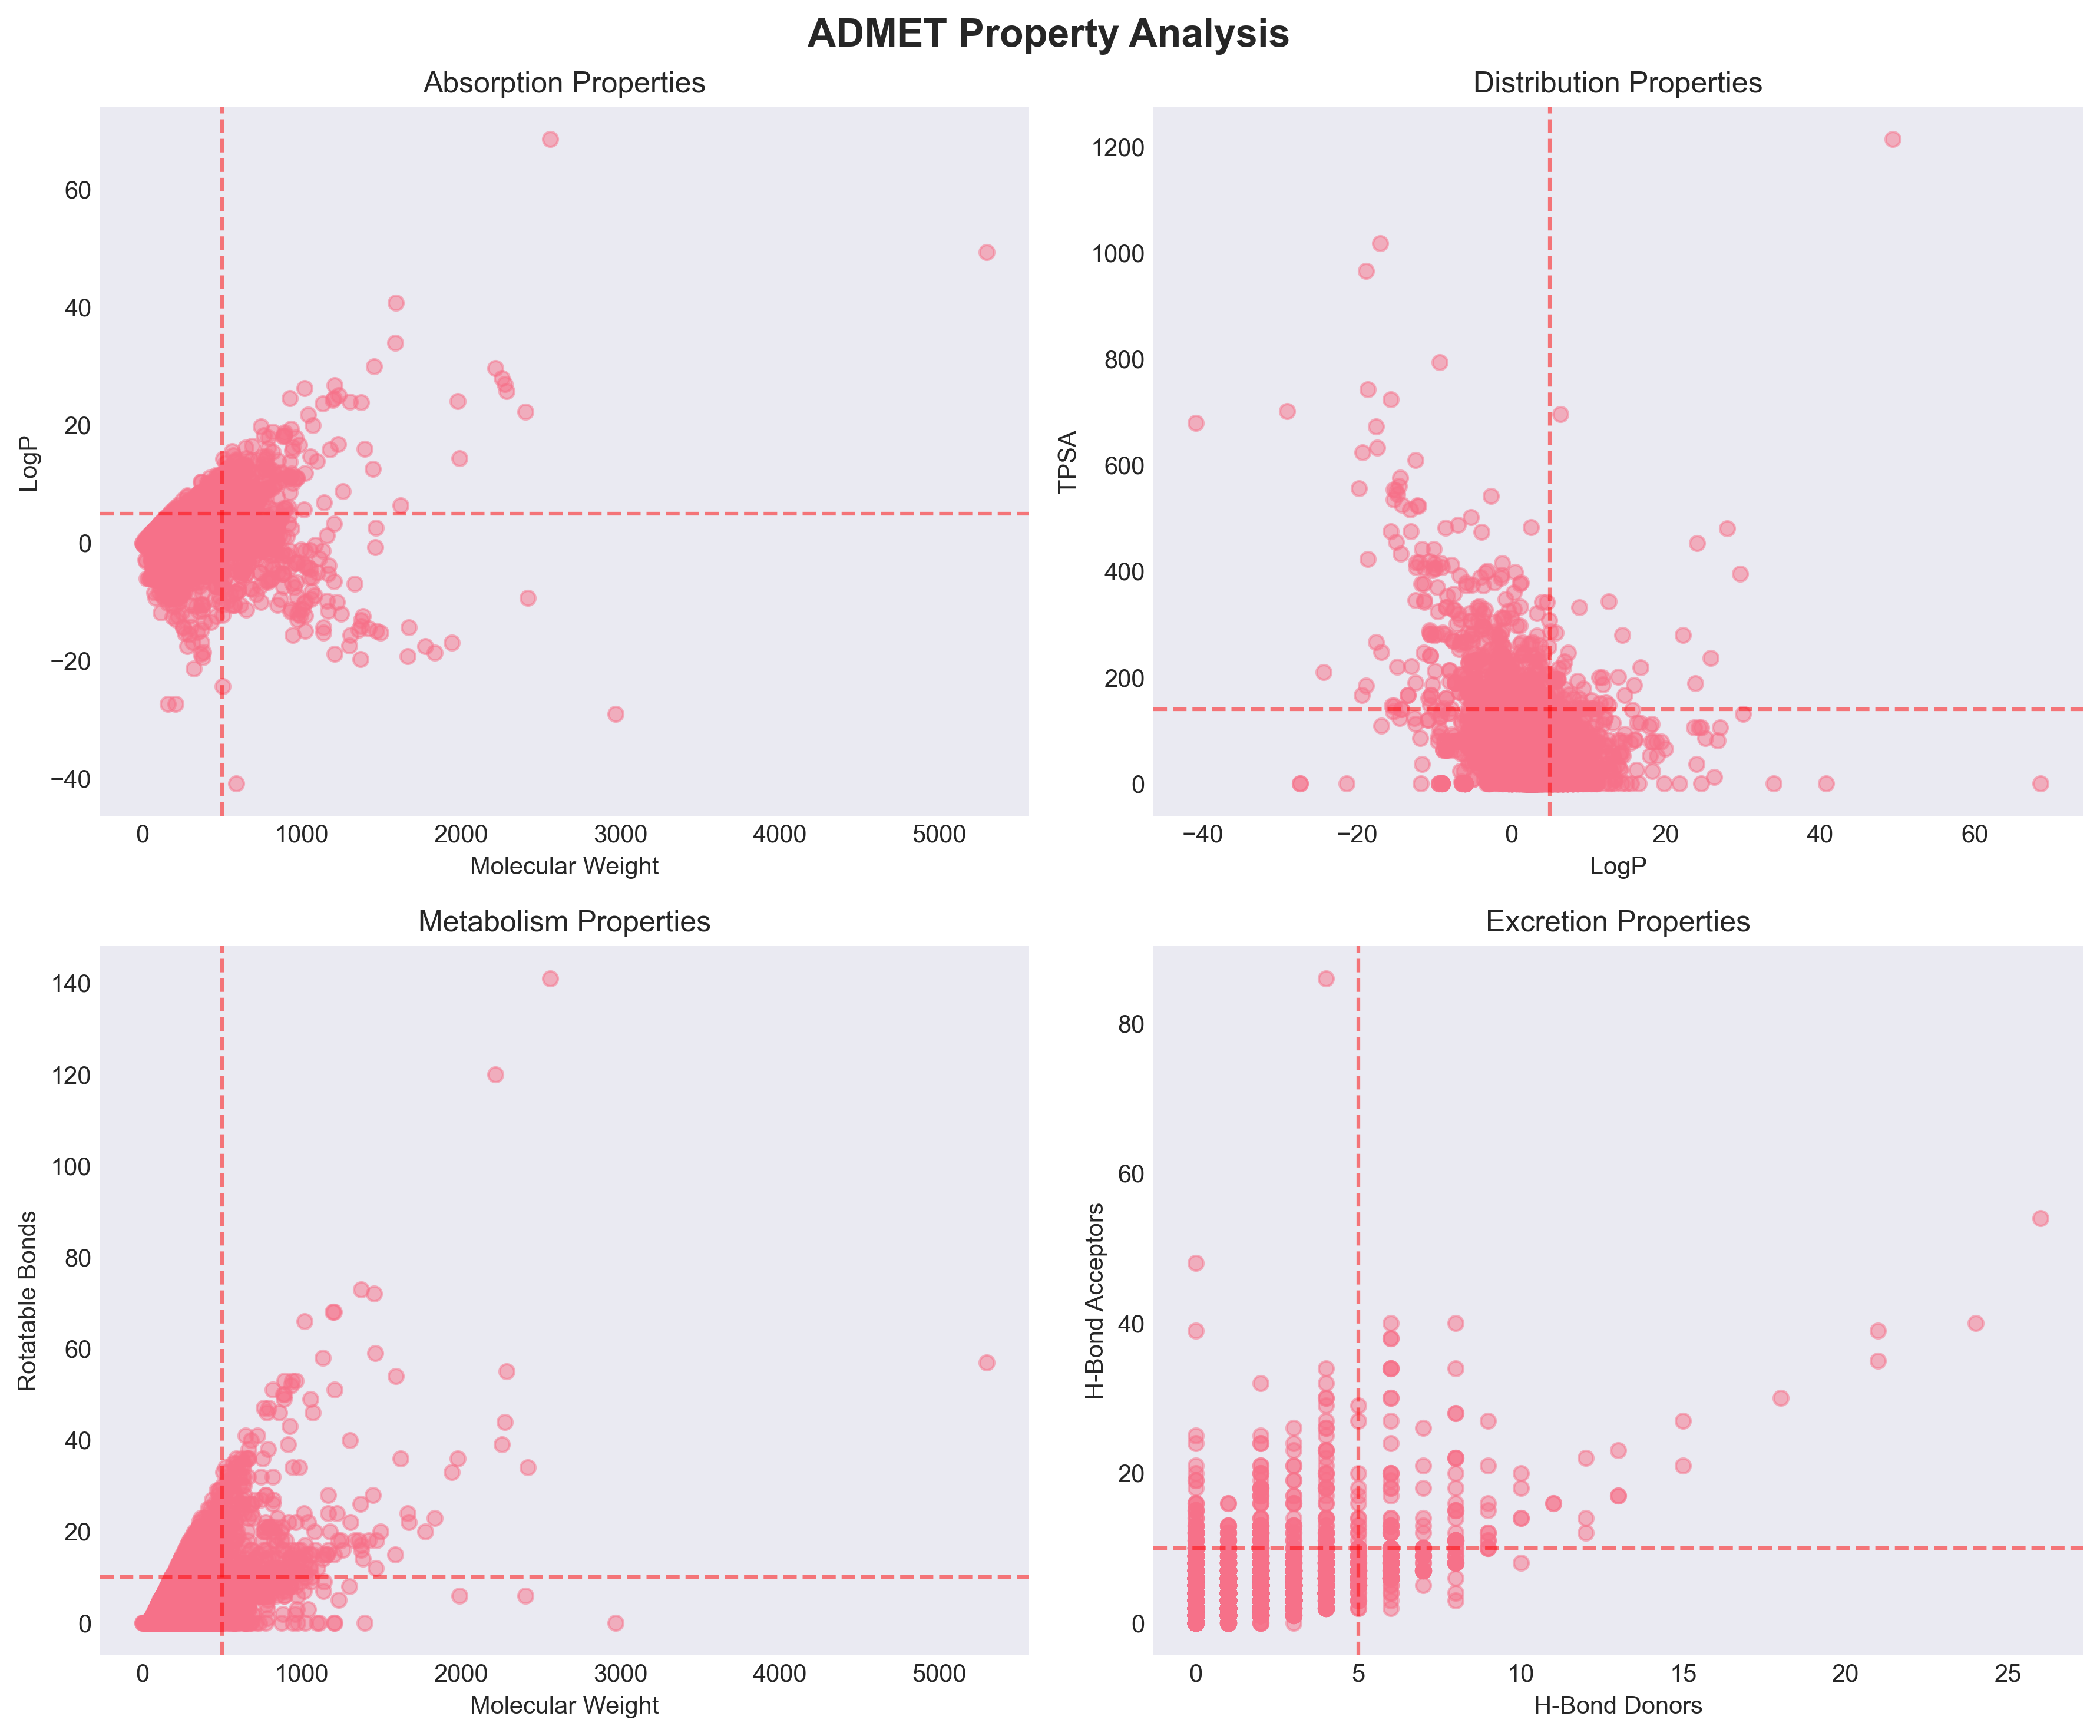 ADMET Property Analysis
Absorption Properties
LogP
60
40
20
0
−20
−40
0 1000 2000 3000 4000 5000
Molecular Weight
Distribution Properties
TPSA
1200
1000
800
600
400
200
0
−40 −20 0 20 40 60
LogP
Metabolism Properties
Rotatable Bonds
140
120
100
80
60
40
20
0
0 1000 2000 3000 4000 5000
Molecular Weight
Excretion Properties
H-Bond Acceptors
80
60
40
20
0
0 5 10 15 20 25
H-Bond Donors